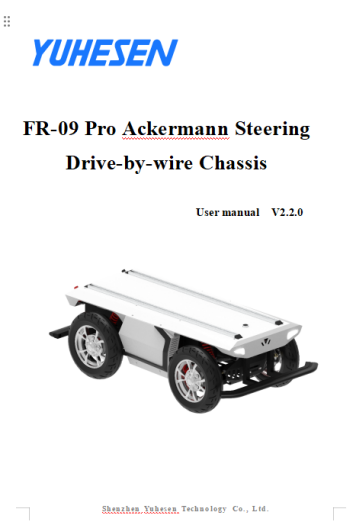 YUHESEN
FR-09 Pro Ackermann Steering
Drive-by-wire Chassis
User manual V2.2.0
Shenzhen Yuhesen Technology Co., Ltd.